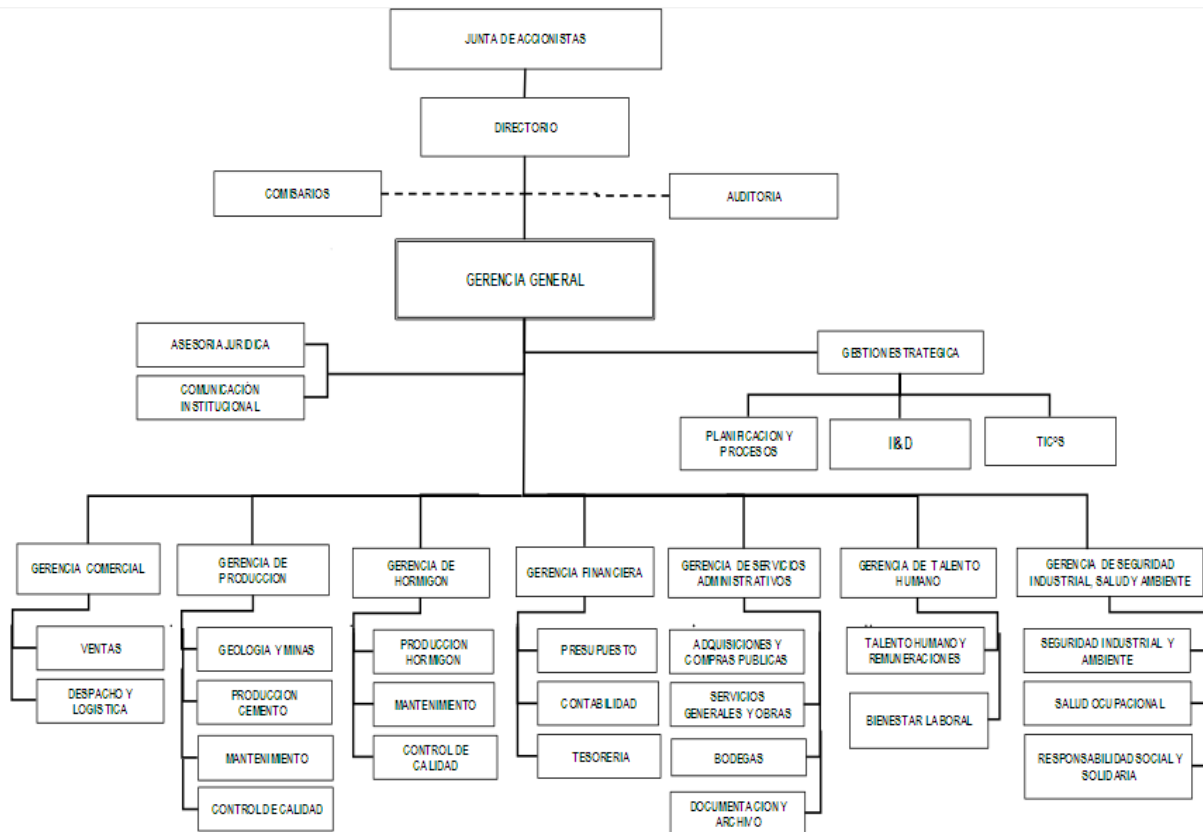 JUNTA DE ACCIONISTAS
DIRECTORIO
COMISARIOS
AUDITORIA
GERENCIA GENERAL
ASESORIA JURIDICA
GESTION ESTRATEGICA
COMUNICACIÓN
INSTITUCIONAL
PLANIFICACION Y
PROCESOS
II&D
TICºS
GERENCIA COMERCIAL
GERENCIA DE
PRODUCCION
GERENCIA DE
HORMIGON
GERENCIA FINANCIERA
GERENCIA DE SERVICIOS
ADMINISTRATIVOS
GERENCIA DE TALENTO
HUMANO
GERENCIA DE SEGURIDAD
INDUSTRIAL, SALUD Y AMBIENTE
VENTAS
DESPACHO Y
LOGISTICA
GEOLOGIA Y MINAS
PRODUCCION
CEMENTO
MANTENIMIENTO
CONTROL DE CALIDAD
PRODUCCION
HORMIGON
MANTENIMIENTO
CONTROL DE
CALIDAD
PRESUPUESTO
CONTABILIDAD
TESORERIA
ADQUISICIONES Y
COMPRAS PUBLICAS
SERVICIOS
GENERALES Y OBRAS
BODEGAS
DOCUMENTACION Y
ARCHIVO
TALENTO HUMANO Y
REMUNERACIONES
BIENESTAR LABORAL
SEGURIDAD INDUSTRIAL Y
AMBIENTE
SALUD OCUPACIONAL
RESPONSABILIDAD SOCIAL Y
SOLIDARIA